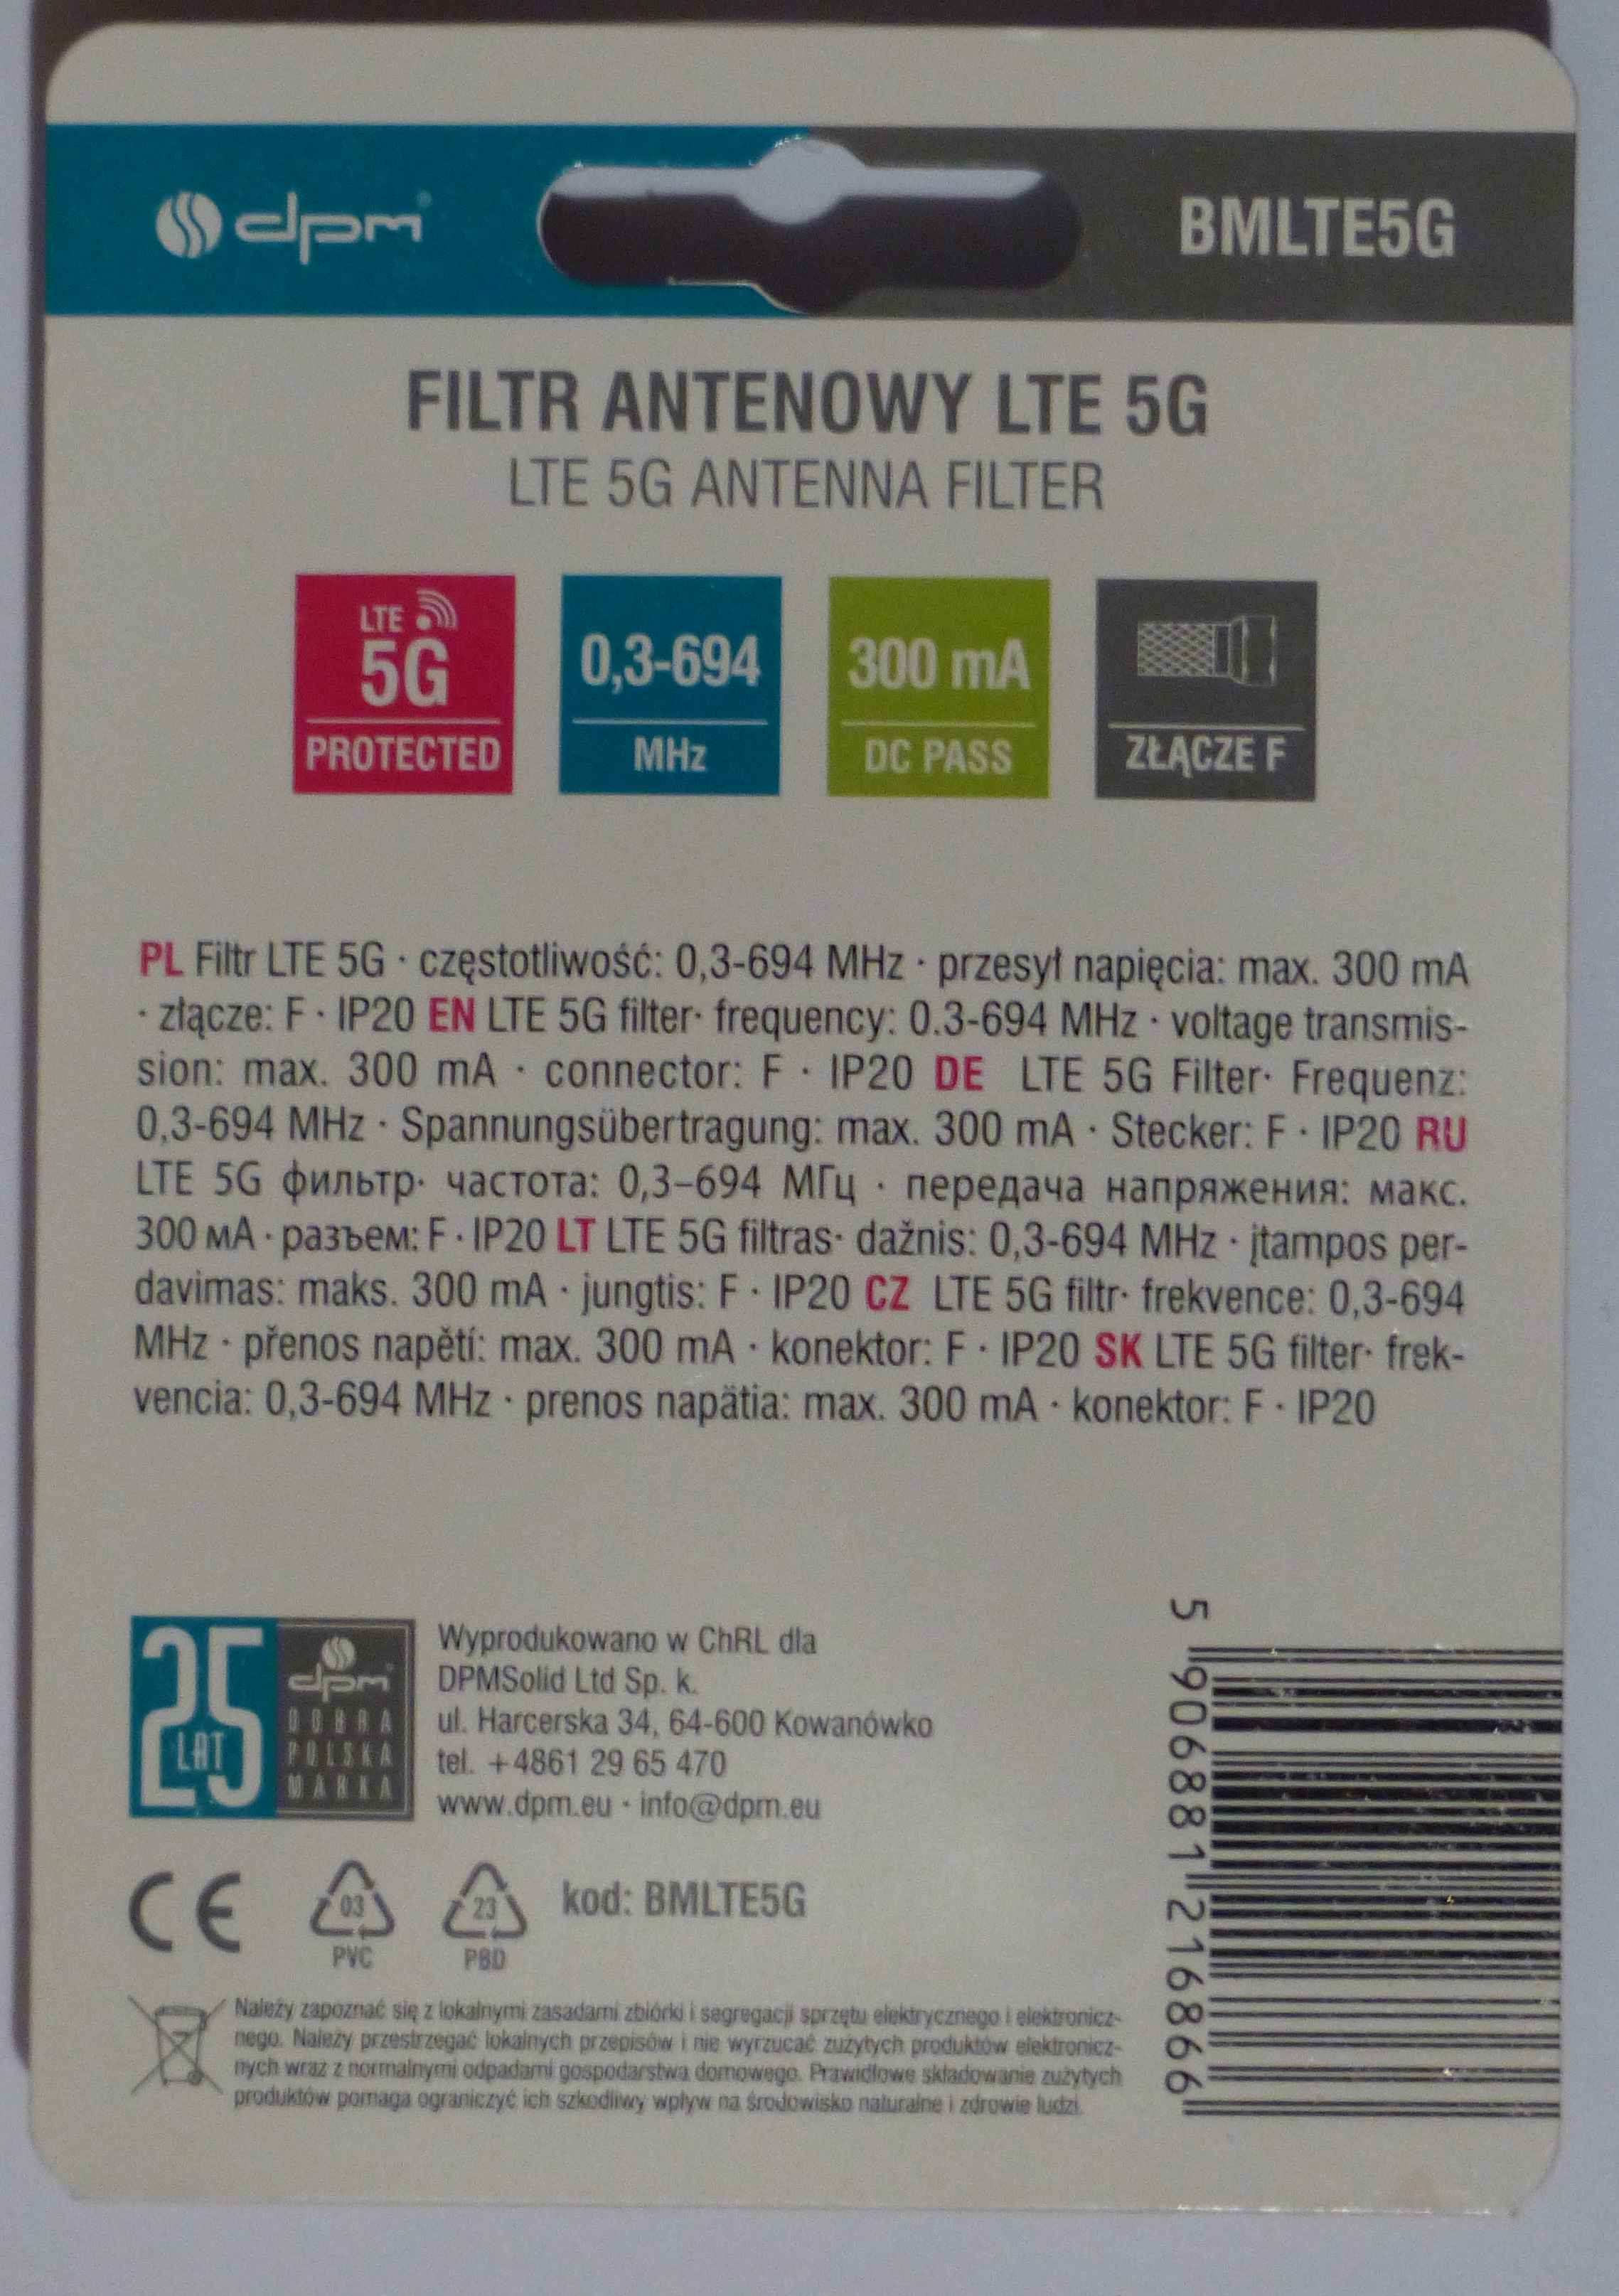 dpm®
BMLTE5G
FILTR ANTENOWY LTE 5G
LTE 5G ANTENNA FILTER
LTE
5G
PROTECTED
0,3-694
MHz
300 mA
DC PASS
ZŁĄCZE F
PL Filtr LTE 5G · częstotliwość: 0,3-694 MHz · przesył napięcia: max. 300 mA
· złącze: F · IP20 EN LTE 5G filter· frequency: 0.3-694 MHz · voltage transmis-
sion: max. 300 mA · connector: F · IP20 DE LTE 5G Filter· Frequenz:
0,3-694 MHz · Spannungsübertragung: max. 300 mA · Stecker: F · IP20 RU
LTE 5G фильтр· частота: 0,3–694 МГц · передача напряжения: макс.
300 мА · разъем: F · IP20 LT LTE 5G filtras· dažnis: 0,3-694 MHz · įtampos per-
davimas: maks. 300 mA · jungtis: F · IP20 CZ LTE 5G filtr· frekvence: 0,3-694
MHz · přenos napětí: max. 300 mA · konektor: F · IP20 SK LTE 5G filter· frek-
vencia: 0,3-694 MHz · prenos napätia: max. 300 mA · konektor: F · IP20
25
LAT
dpm
DOBRA
POLSKA
MARKA
Wyprodukowano w ChRL dla
DPMSolid Ltd Sp. k.
ul. Harcerska 34, 64-600 Kowanówko
tel. +4861 29 65 470
www.dpm.eu · info@dpm.eu
CE
03
PVC
23
PBD
kod: BMLTE5G
Należy zapoznać się z lokalnymi zasadami zbiórki i segregacji sprzętu elektrycznego i elektronicz-
nego. Należy przestrzegać lokalnych przepisów i nie wyrzucać zużytych produktów elektronicz-
nych wraz z normalnymi odpadami gospodarstwa domowego. Prawidłowe składowanie zużytych
produktów pomaga ograniczyć ich szkodliwy wpływ na środowisko naturalne i zdrowie ludzi.
5 906881 216866